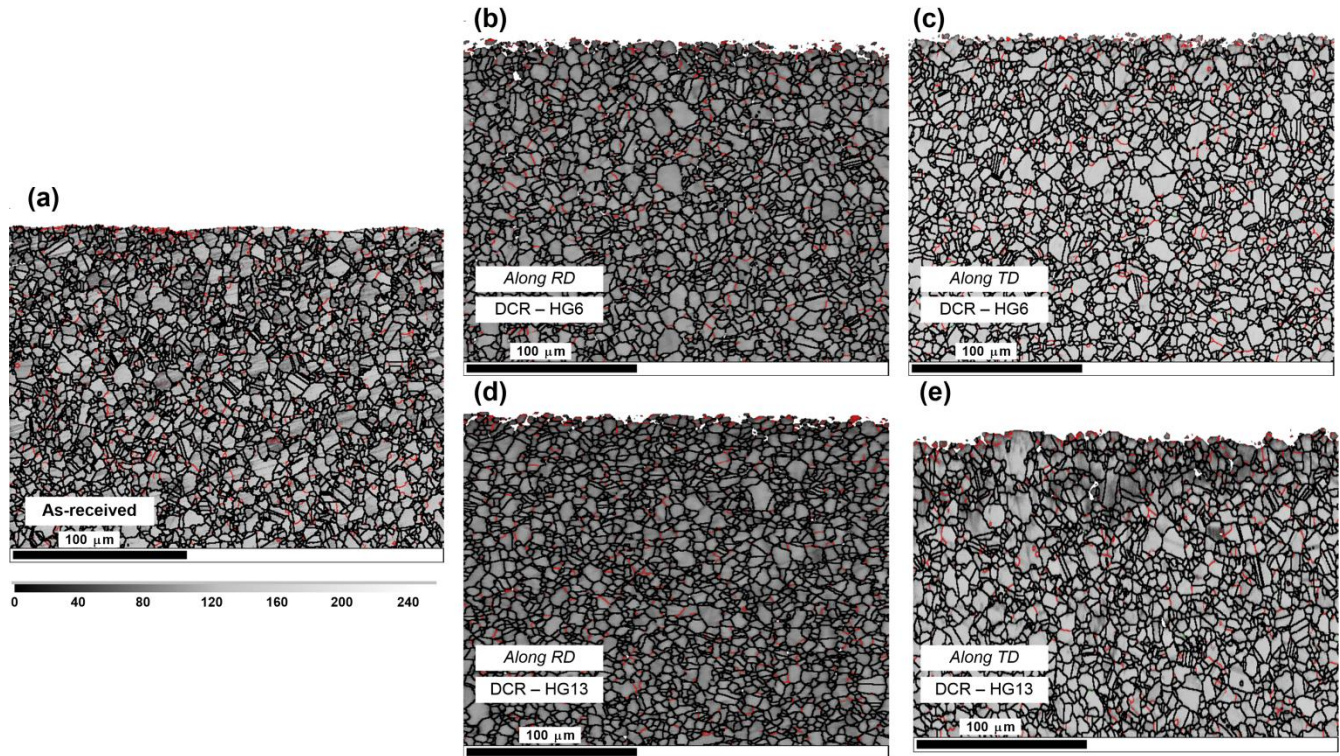 (a)
As-received
100 μm
0 40 80 120 160 200 240
(b)
Along RD
DCR – HG6
100 μm
(c)
Along TD
DCR – HG6
100 μm
(d)
Along RD
DCR – HG13
100 μm
(e)
Along TD
DCR – HG13
100 μm